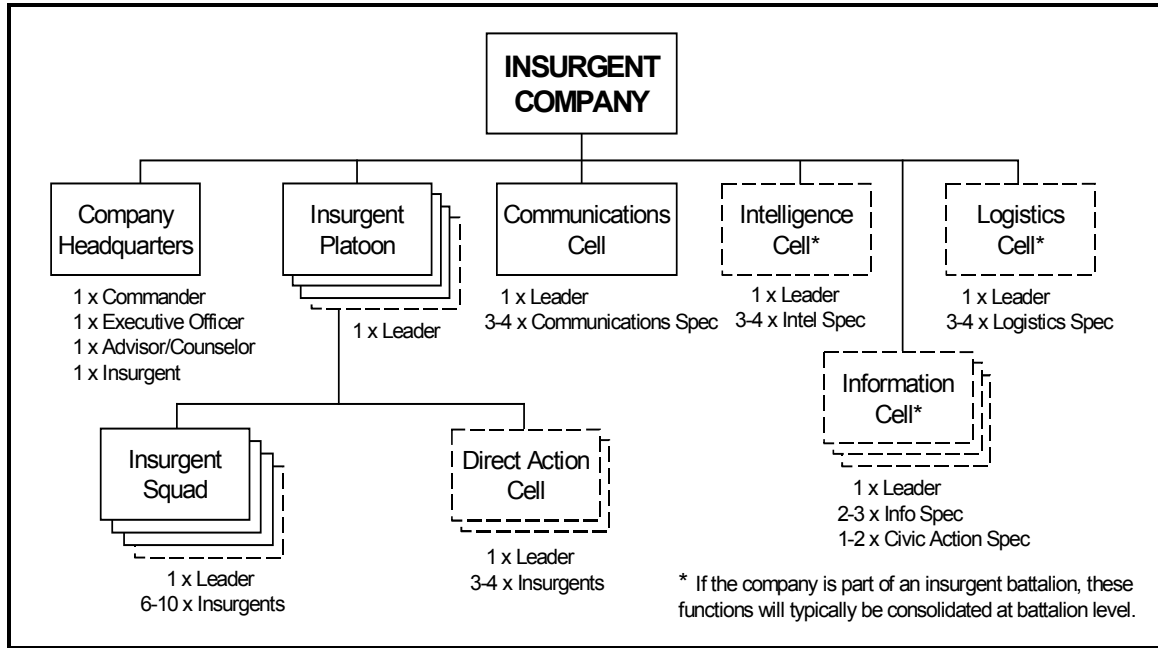 INSURGENT
COMPANY
Company
Headquarters
1 x Commander
1 x Executive Officer
1 x Advisor/Counselor
1 x Insurgent
Insurgent
Platoon
1 x Leader
Communications
Cell
1 x Leader
3-4 x Communications Spec
Intelligence
Cell*
1 x Leader
3-4 x Intel Spec
Logistics
Cell*
1 x Leader
3-4 x Logistics Spec
Information
Cell*
1 x Leader
2-3 x Info Spec
1-2 x Civic Action Spec
Insurgent
Squad
1 x Leader
6-10 x Insurgents
Direct Action
Cell
1 x Leader
3-4 x Insurgents
* If the company is part of an insurgent battalion, these
functions will typically be consolidated at battalion level.